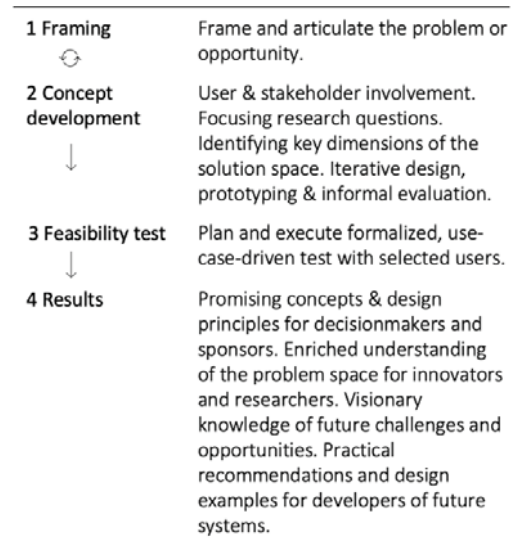 1 Framing
Frame and articulate the problem or
opportunity.
2 Concept
development
User & stakeholder involvement.
Focusing research questions.
Identifying key dimensions of the
solution space. Iterative design,
prototyping & informal evaluation.
3 Feasibility test
Plan and execute formalized, use-
case-driven test with selected users.
4 Results
Promising concepts & design
principles for decisionmakers and
sponsors. Enriched understanding
of the problem space for innovators
and researchers. Visionary
knowledge of future challenges and
opportunities. Practical
recommendations and design
examples for developers of future
systems.